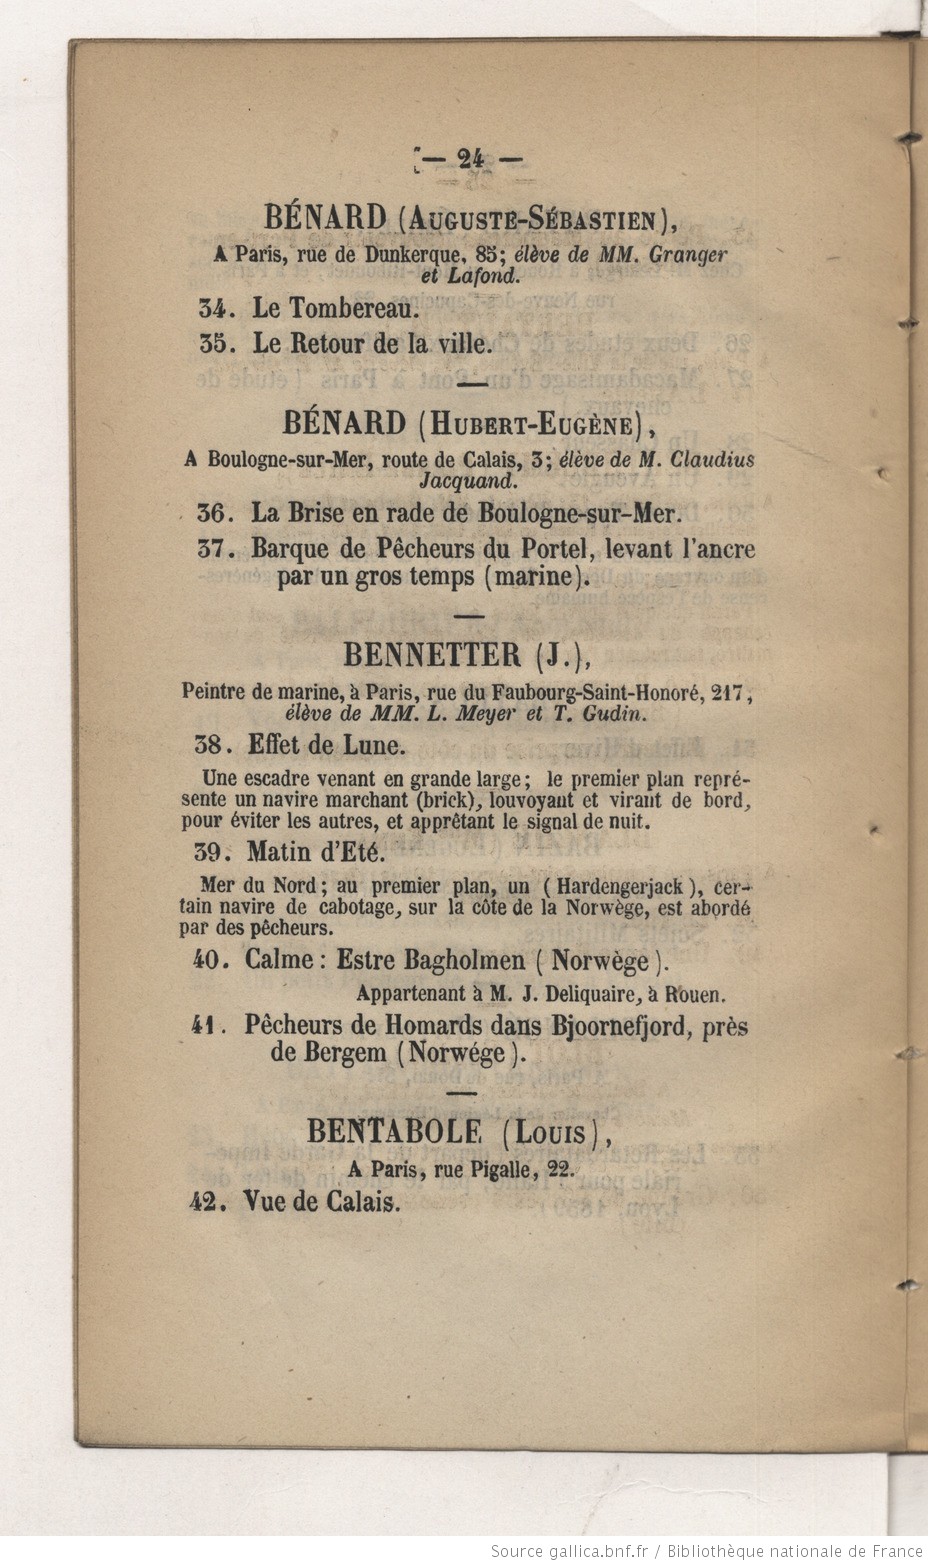 — 24 —
BÉNARD (Auguste-Sébastien),
A Paris, rue de Dunkerque, 85; élève de MM. Granger
et Lafond.
34. Le Tombereau.
35. Le Retour de la ville.
BÉNARD (Hubert-Eugène),
A Boulogne-sur-Mer, route de Calais, 3; élève de M. Claudius
Jacquand.
36. La Brise en rade de Boulogne-sur-Mer.
37. Barque de Pêcheurs du Portel, levant l'ancre
par un gros temps (marine).
BENNETTER (J.),
Peintre de marine, à Paris, rue du Faubourg-Saint-Honoré, 217,
élève de MM. L. Meyer et T. Gudin.
38. Effet de Lune.
Une escadre venant en grande large; le premier plan repré-
sente un navire marchant (brick), louvoyant et virant de bord,
pour éviter les autres, et apprêtant le signal de nuit.
39. Matin d'Eté.
Mer du Nord; au premier plan, un (Hardengerjack), cer-
tain navire de cabotage, sur la côte de la Norwège, est abordé
par des pêcheurs.
40. Calme: Estre Bagholmen (Norwège).
Appartenant à M. J. Deliquaire, à Rouen.
41. Pêcheurs de Homards dans Bjoornefjord, près
de Bergem (Norwége).
BENTABOLE (Louis),
A Paris, rue Pigalle, 22.
42. Vue de Calais.
Source gallica.bnf.fr / Bibliothèque nationale de France